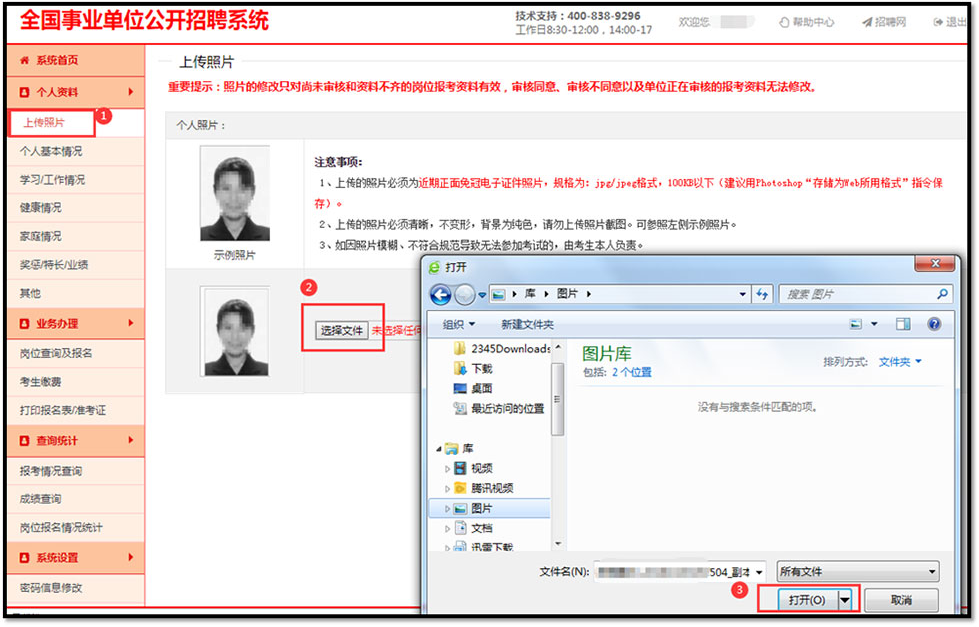 全国事业单位公开招聘系统
技术支持：400-838-9296
工作日8:30-12:00，14:00-17
欢迎您
帮助中心
招聘网
退出
系统首页
个人资料
上传照片
1
个人基本情况
学习/工作情况
健康情况
家庭情况
奖惩/特长/业绩
其他
业务办理
岗位查询及报名
考生缴费
打印报名表/准考证
查询统计
报考情况查询
成绩查询
岗位报名情况统计
系统设置
密码信息修改
上传照片
重要提示：照片的修改只对尚未审核和资料不齐的岗位报考资料有效，审核同意、审核不同意以及单位正在审核的报考资料无法修改。
个人照片：
示例照片
注意事项:
1、上传的照片必须为近期正面免冠电子证件照片，规格为：jpg/jpeg格式，100KB以下（建议用Photoshop“存储为Web所用格式”指令保
存）。
2、上传的照片必须清晰，不变形，背景为纯色，请勿上传照片截图。可参照左侧示例照片。
3、如因照片模糊、不符合规范导致无法参加考试的，由考生本人负责。
2
选择文件
未选择任何
打开
库
图片
搜索 图片
组织
新建文件夹
2345Downloads
下载
桌面
最近访问的位置
库
视频
腾讯视频
图片
文档
迅雷下载
图片库
包括: 2 个位置
排列方式:
文件夹
没有与搜索条件匹配的项。
文件名(N):
504_副本
所有文件
3
打开(O)
取消